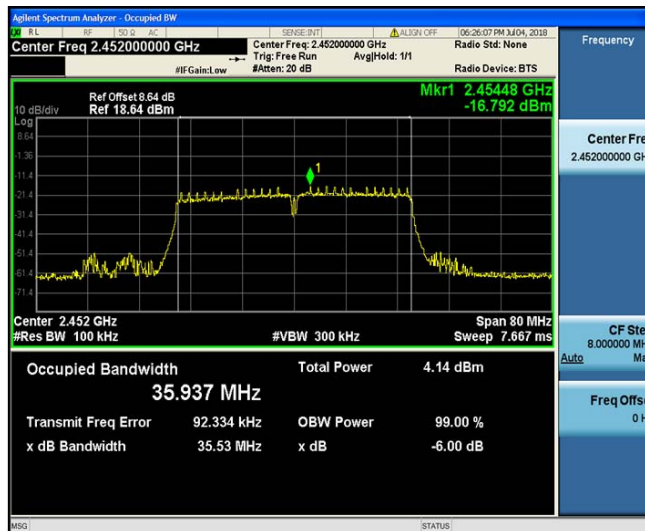 Agilent Spectrum Analyzer - Occupied BW
RL RF 50 Ω AC SENSE:INT ALIGN OFF 06:26:07 PM Jul 04, 2018
Center Freq 2.452000000 GHz
Center Freq: 2.452000000 GHz
Radio Std: None
Trig: Free Run Avg|Hold: 1/1
#IFGain:Low
#Atten: 20 dB
Radio Device: BTS
Frequency
Mkr1 2.45448 GHz
-16.792 dBm
Ref Offset 8.64 dB
10 dB/div Ref 18.64 dBm
Log
8.64
-1.36
-11.4
-21.4
-31.4
-41.4
-51.4
-61.4
-71.4
1
Center 2.452 GHz
Span 80 MHz
#Res BW 100 kHz
#VBW 300 kHz
Sweep 7.667 ms
Occupied Bandwidth
35.937 MHz
Total Power 4.14 dBm
Transmit Freq Error 92.334 kHz
OBW Power 99.00 %
x dB Bandwidth 35.53 MHz
x dB -6.00 dB
Center Fre
2.452000000 GH
CF Ste
8.000000 MH
Auto Ma
Freq Offs
0 H
MSG
STATUS